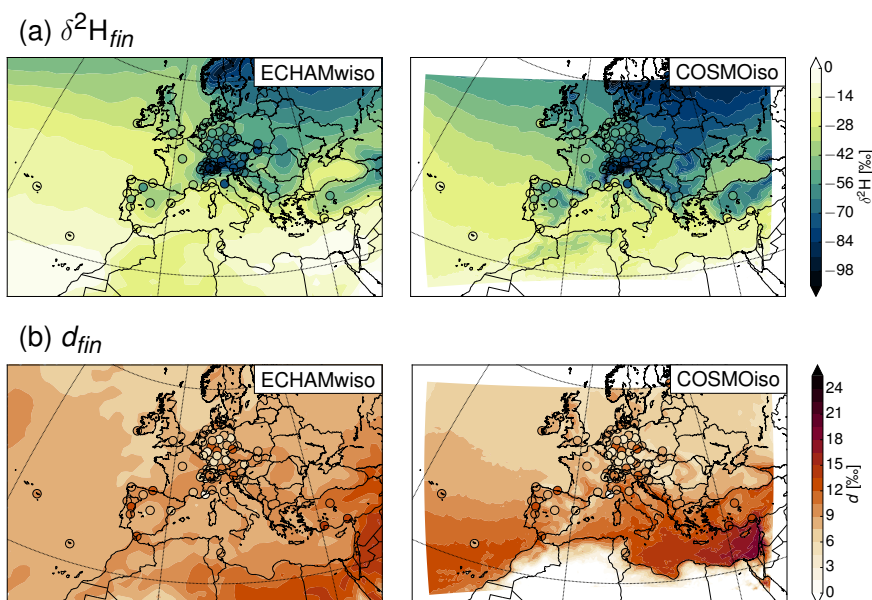 (a) δ²H_fin
ECHAMwiso
COSMOiso
0
−14
−28
−42
−56
−70
−84
−98
δ²H [‰]
(b) d_fin
ECHAMwiso
COSMOiso
24
21
18
15
12
9
6
3
0
d [‰]